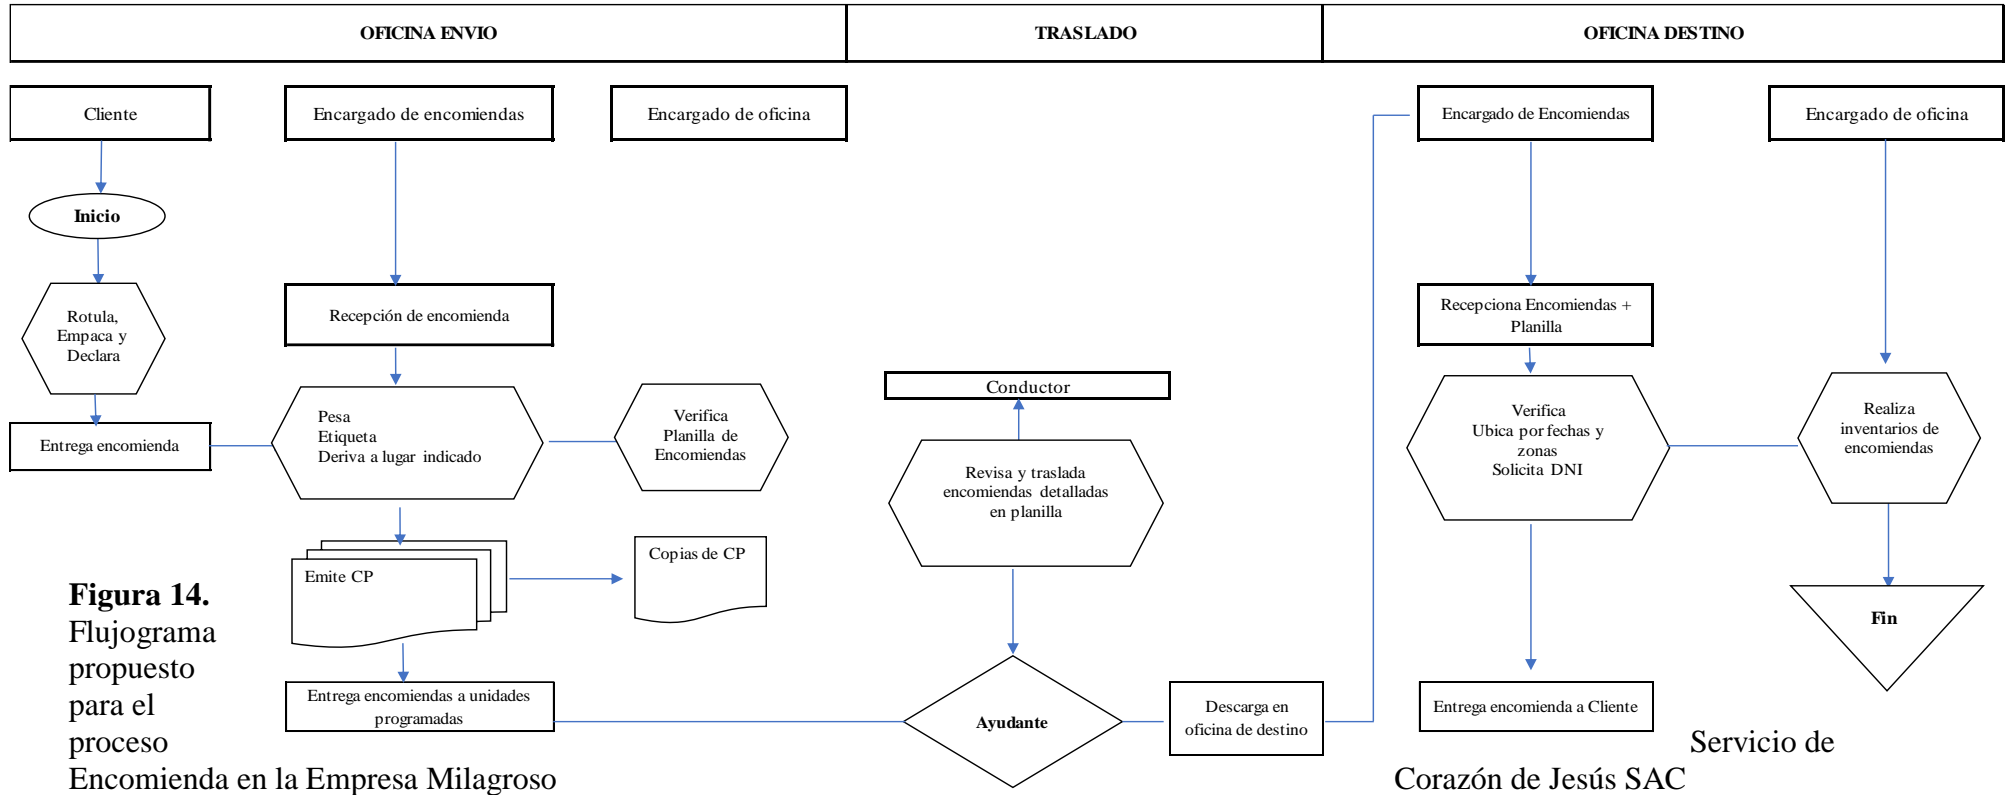 OFICINA ENVIO
TRASLADO
OFICINA DESTINO
Cliente
Encargado de encomiendas
Encargado de oficina
Encargado de Encomiendas
Encargado de oficina
Inicio
Rotula,
Empaca y
Declara
Entrega encomienda
Recepción de encomienda
Pesa
Etiqueta
Deriva a lugar indicado
Verifica
Planilla de
Encomiendas
Emite CP
Copias de CP
Entrega encomiendas a unidades
programadas
Conductor
Revisa y traslada
encomiendas detalladas
en planilla
Ayudante
Descarga en
oficina de destino
Recepciona Encomiendas +
Planilla
Verifica
Ubica por fechas y
zonas
Solicita DNI
Entrega encomienda a Cliente
Realiza
inventarios de
encomiendas
Fin
Figura 14.
Flujograma
propuesto
para el
proceso
Servicio de
Encomienda en la Empresa Milagroso
Corazón de Jesús SAC